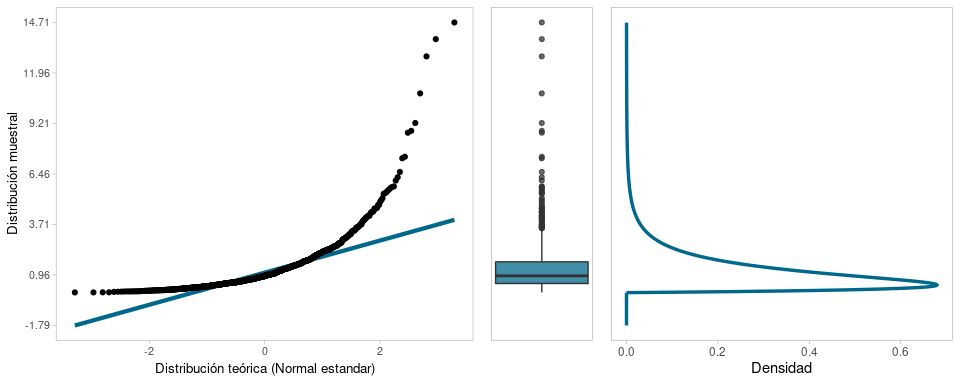 Distribución muestral
14.71
11.96
9.21
6.46
3.71
0.96
-1.79
-2 0 2
Distribución teórica (Normal estandar)
0.0 0.2 0.4 0.6
Densidad